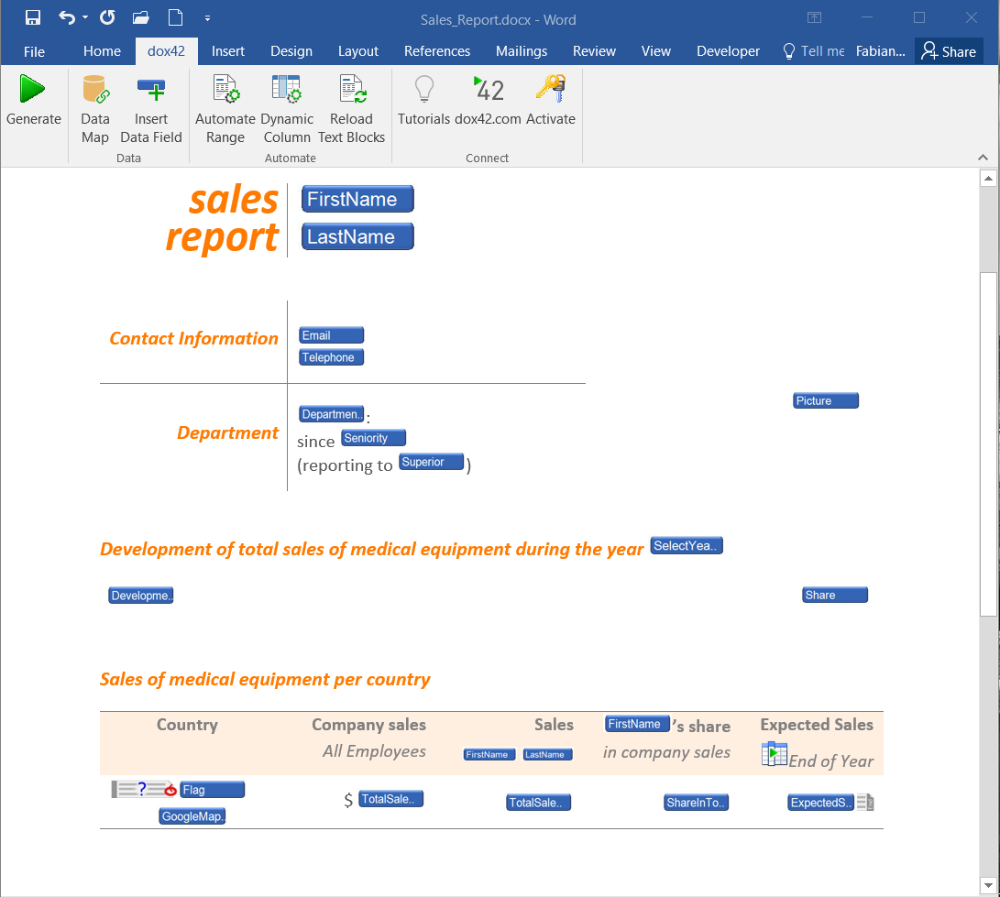 Sales_Report.docx - Word
File Home dox42 Insert Design Layout References Mailings Review View Developer Tell me Fabian... Share
Generate Data Map Insert Data Field Automate Range Dynamic Column Reload Text Blocks Tutorials 42 dox42.com Activate
Data Automate Connect
sales FirstName
report LastName
Contact Information Email
Telephone
Picture
Department Departmen.. :
since Seniority
(reporting to Superior )
Development of total sales of medical equipment during the year SelectYea..
Developme.. Share
Sales of medical equipment per country
Country Company sales Sales FirstName 's share Expected Sales
All Employees FirstName LastName in company sales End of Year
? Flag $ TotalSale.. TotalSale.. ShareInTo.. ExpectedS..
GoogleMap..